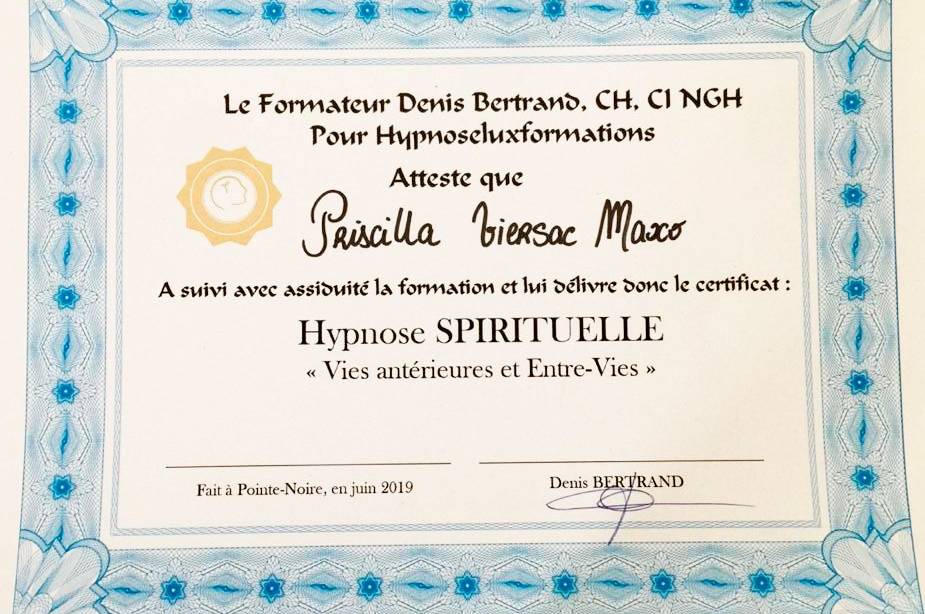 Le Formateur Denis Bertrand, CH, CI NGH
Pour Hypnoseluxformations
Atteste que
Priscilla Viersac Maxo
A suivi avec assiduité la formation et lui délivre donc le certificat :
Hypnose SPIRITUELLE
« Vies antérieures et Entre-Vies »
Fait à Pointe-Noire, en juin 2019
Denis BERTRAND